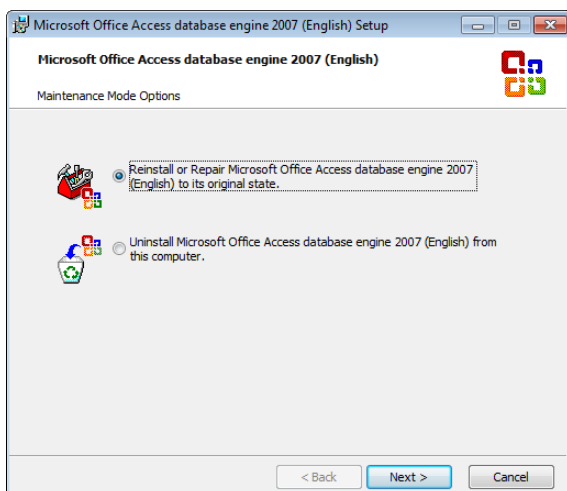 Microsoft Office Access database engine 2007 (English) Setup
Microsoft Office Access database engine 2007 (English)
Maintenance Mode Options
Reinstall or Repair Microsoft Office Access database engine 2007
(English) to its original state.
Uninstall Microsoft Office Access database engine 2007 (English) from
this computer.
< Back Next > Cancel